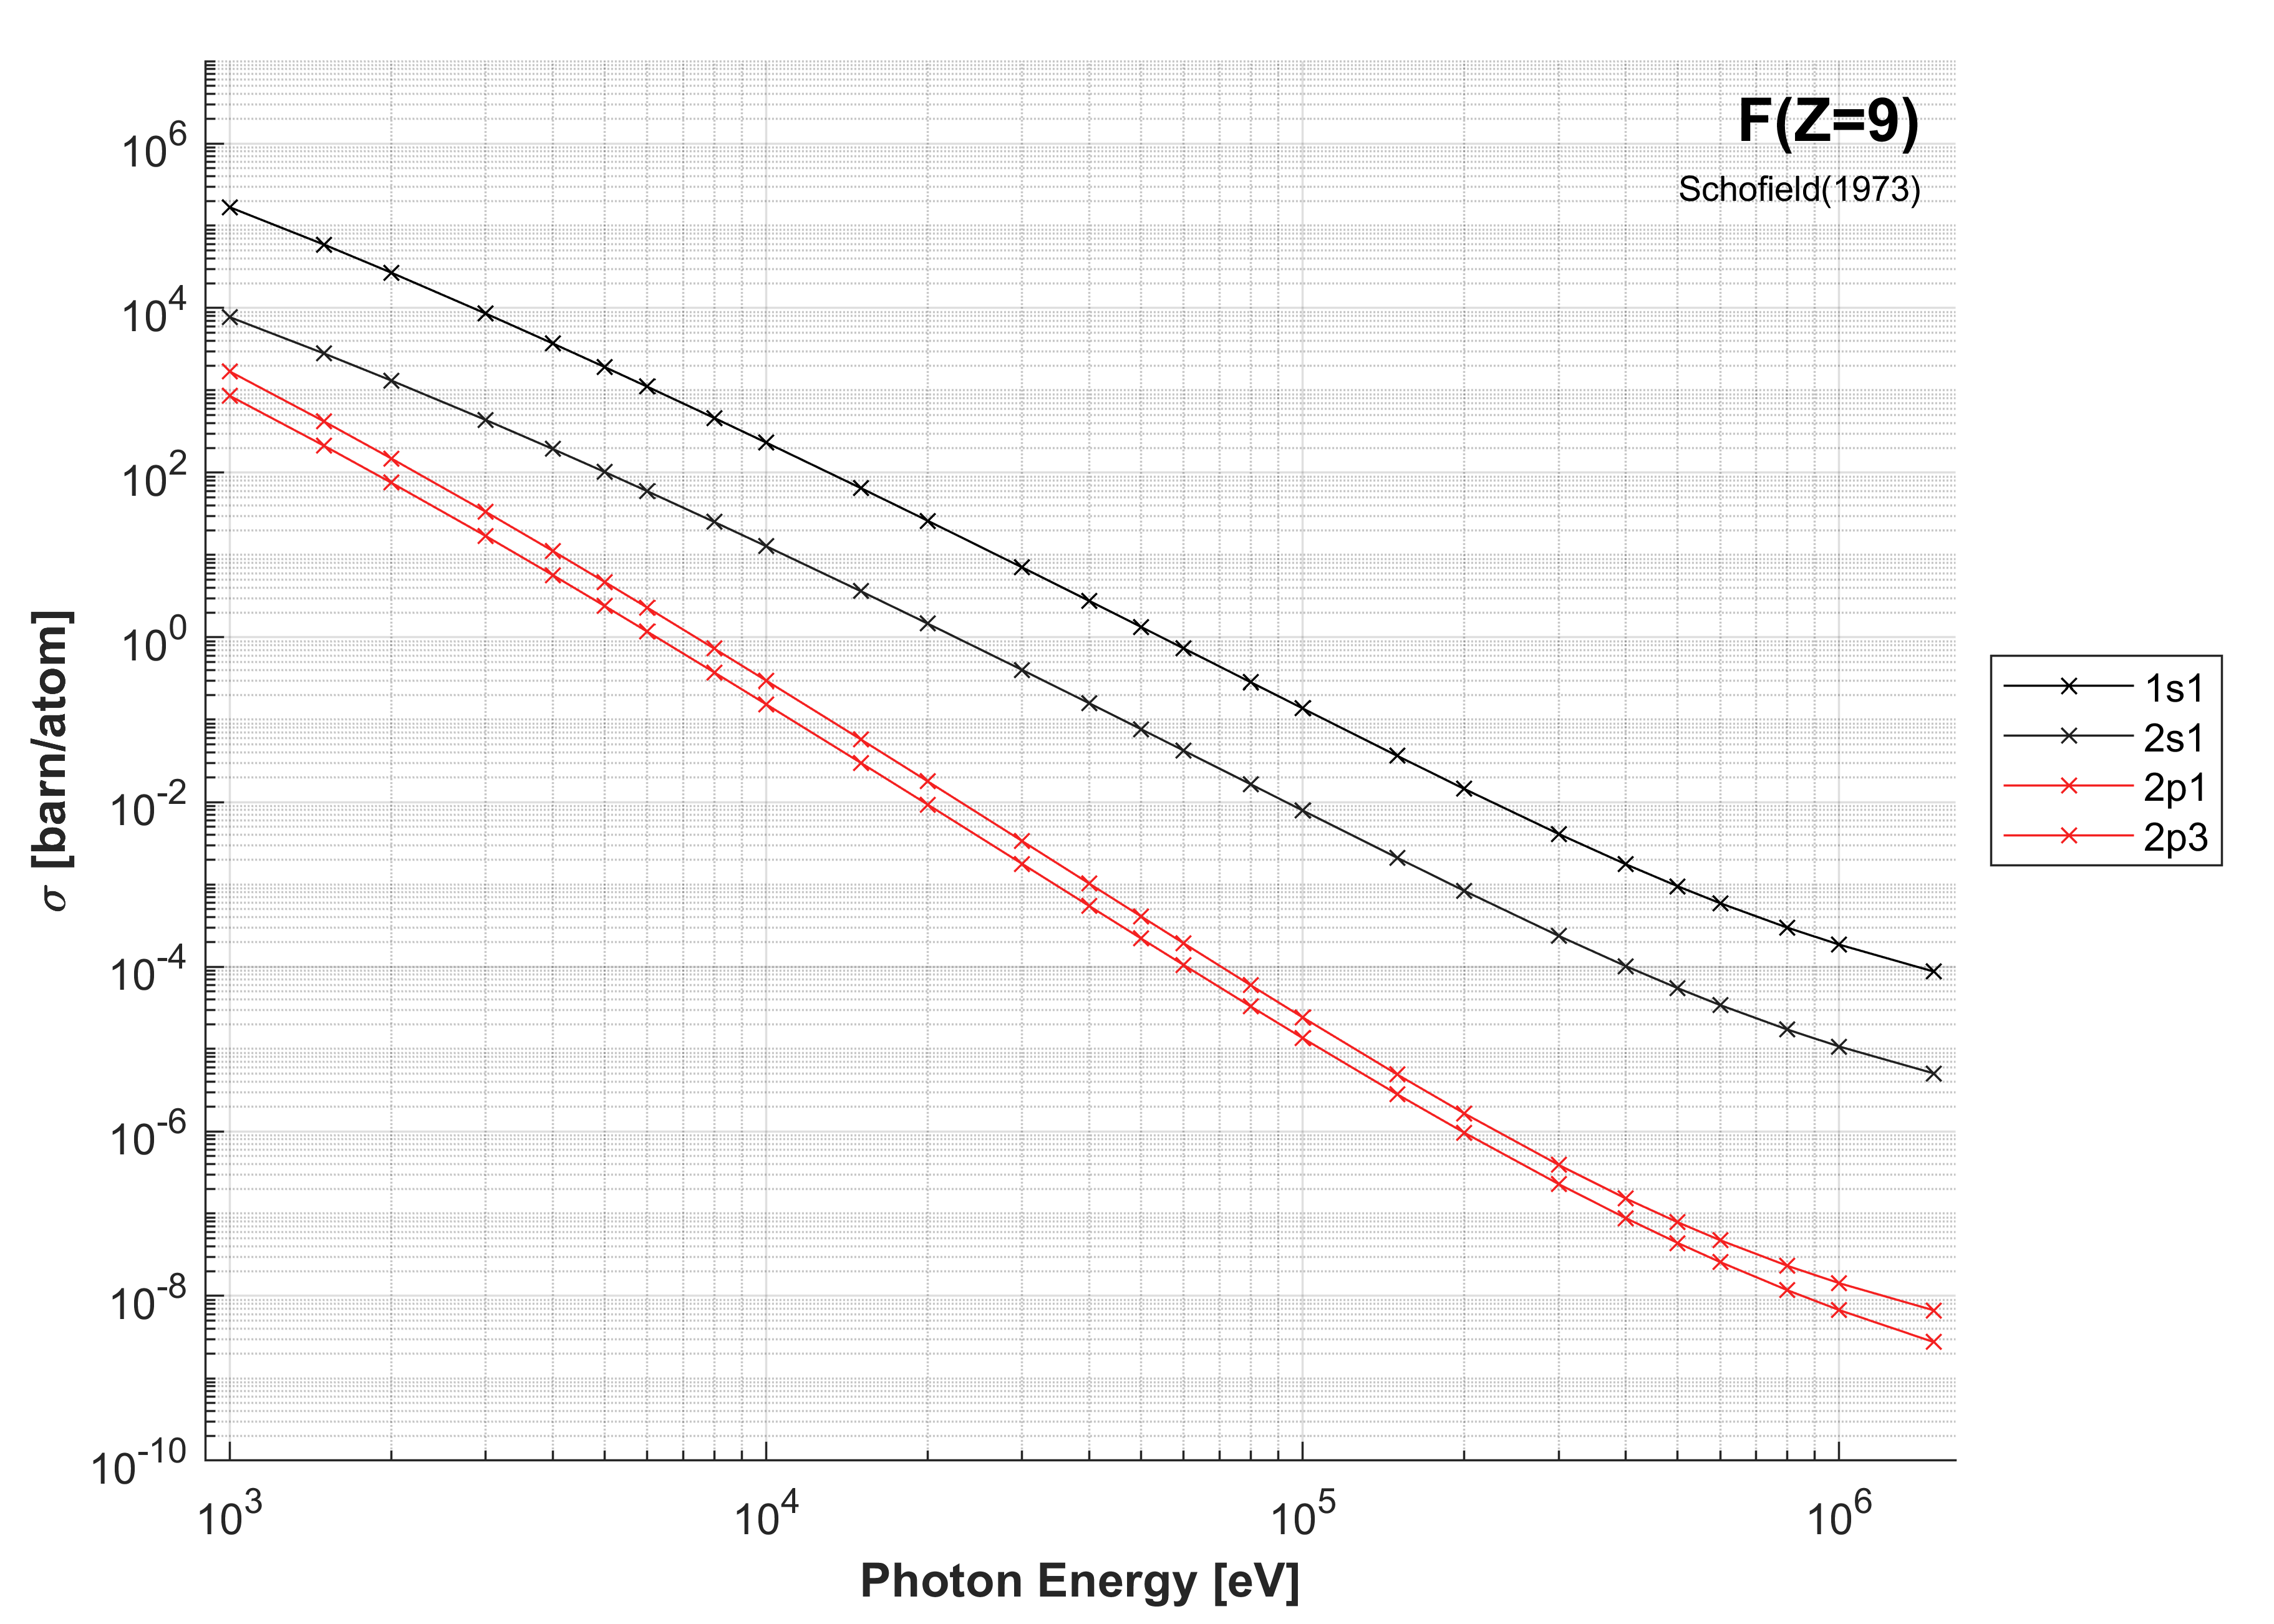 F(Z=9)
Schofield(1973)
10^6
10^4
10^2
10^0
10^-2
10^-4
10^-6
10^-8
10^-10
σ [barn/atom]
10^3 10^4 10^5 10^6
Photon Energy [eV]
1s1
2s1
2p1
2p3